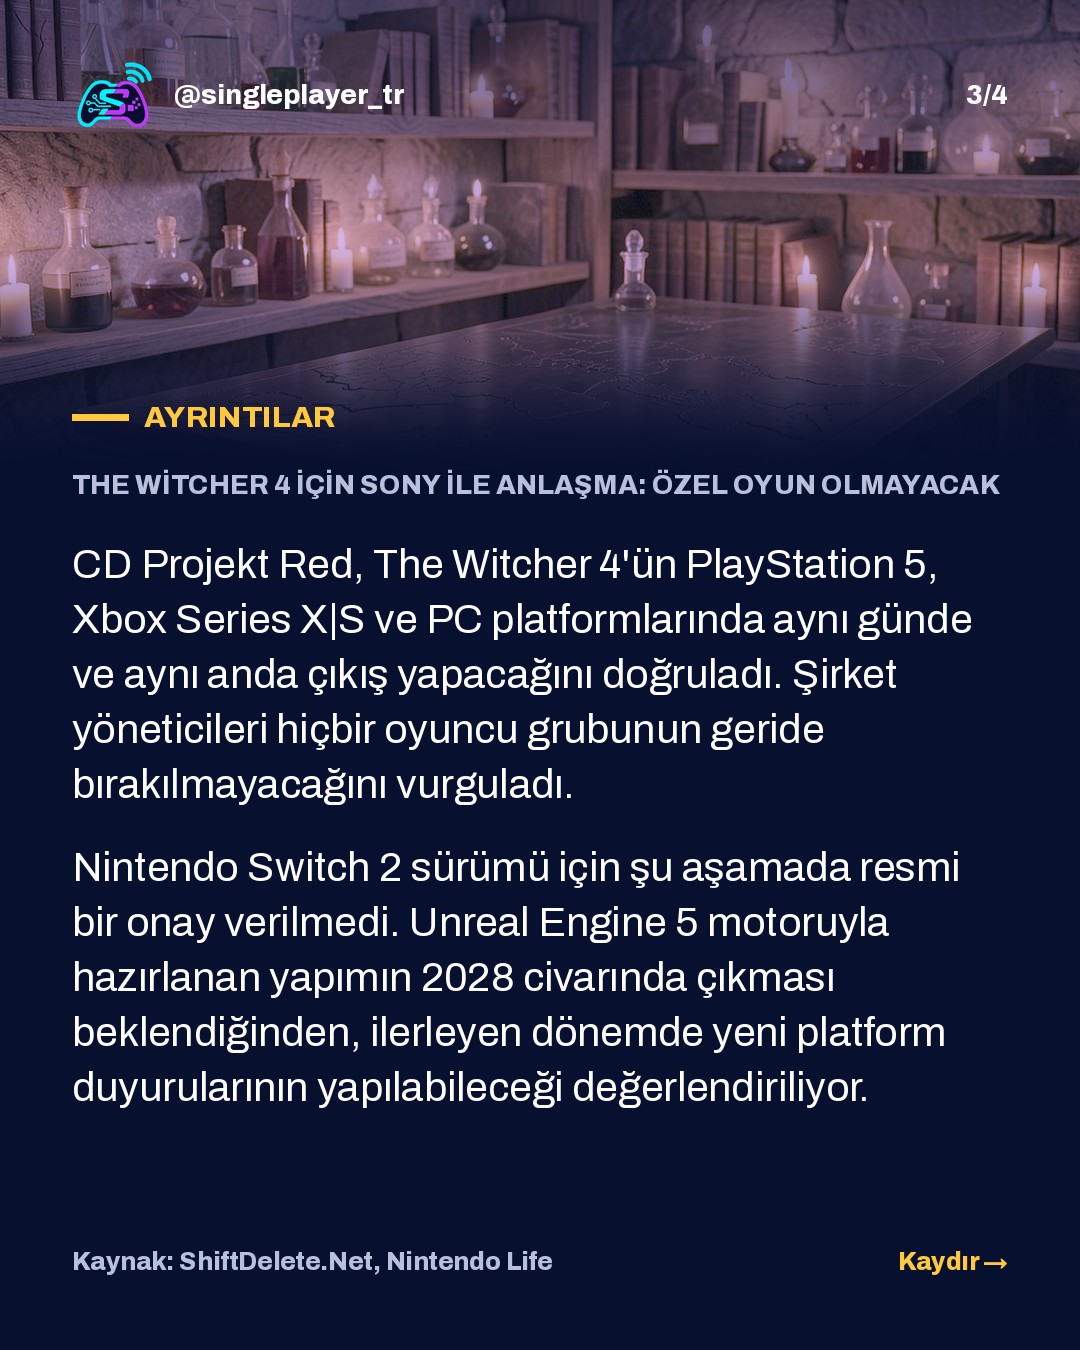 @singleplayer_tr
3/4
AYRINTILAR
THE WİTCHER 4 İÇİN SONY İLE ANLAŞMA: ÖZEL OYUN OLMAYACAK
CD Projekt Red, The Witcher 4'ün PlayStation 5,
Xbox Series X|S ve PC platformlarında aynı günde
ve aynı anda çıkış yapacağını doğruladı. Şirket
yöneticileri hiçbir oyuncu grubunun geride
bırakılmayacağını vurguladı.
Nintendo Switch 2 sürümü için şu aşamada resmi
bir onay verilmedi. Unreal Engine 5 motoruyla
hazırlanan yapımın 2028 civarında çıkması
beklendiğinden, ilerleyen dönemde yeni platform
duyurularının yapılabileceği değerlendiriliyor.
Kaynak: ShiftDelete.Net, Nintendo Life
Kaydır→